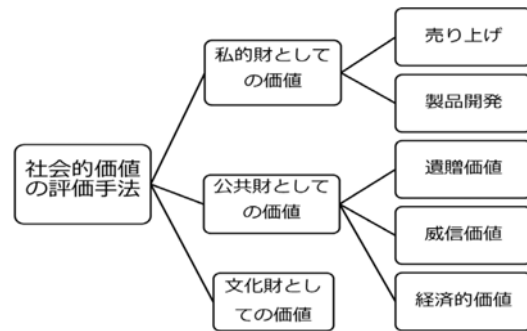 社会的価値
の評価手法
私的財として
の価値
売り上げ
製品開発
公共財として
の価値
遺贈価値
威信価値
経済的価値
文化財とし
ての価値